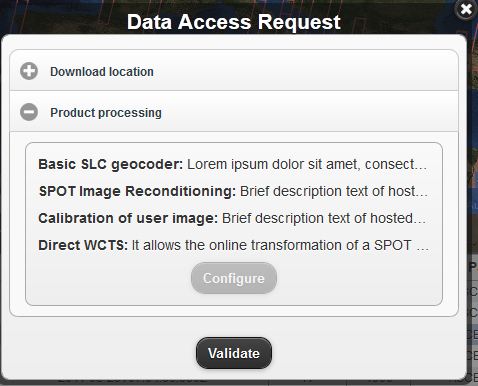 Data Access Request
Download location
Product processing
Basic SLC geocoder: Lorem ipsum dolor sit amet, consect...
SPOT Image Reconditioning: Brief description text of host...
Calibration of user image: Brief description text of hosted...
Direct WCTS: It allows the online transformation of a SPOT ...
Configure
Validate